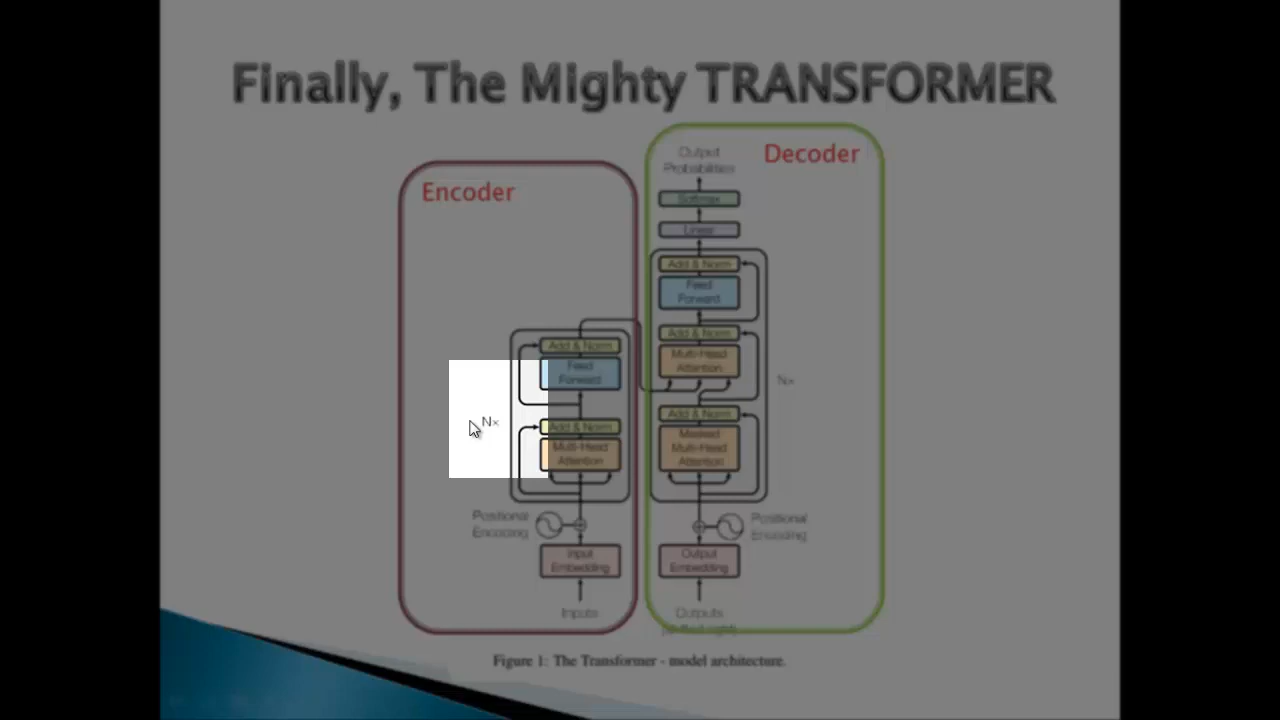 Finally, The Mighty TRANSFORMER
Encoder
Add & Norm
Feed
Forward
N×
Add & Norm
Multi-Head
Attention
Positional
Encoding
Input
Embedding
Inputs
Decoder
Output
Probabilities
Softmax
Linear
Add & Norm
Feed
Forward
Add & Norm
Multi-Head
Attention
N×
Add & Norm
Masked
Multi-Head
Attention
Positional
Encoding
Output
Embedding
Outputs
(shifted right)
Figure 1: The Transformer - model architecture.